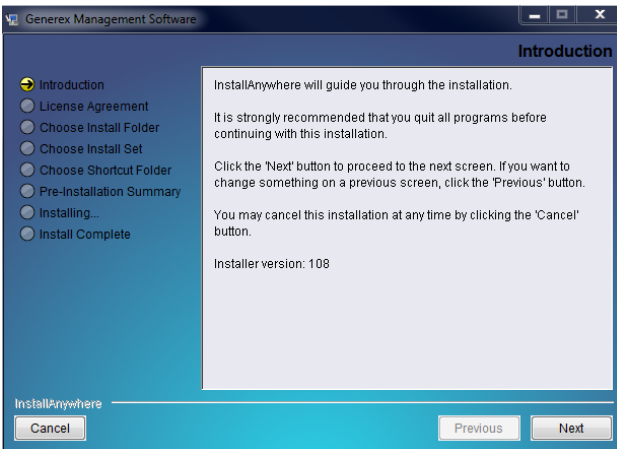 Generex Management Software
Introduction
Introduction
License Agreement
Choose Install Folder
Choose Install Set
Choose Shortcut Folder
Pre-Installation Summary
Installing...
Install Complete
InstallAnywhere will guide you through the installation.
It is strongly recommended that you quit all programs before
continuing with this installation.
Click the 'Next' button to proceed to the next screen. If you want to
change something on a previous screen, click the 'Previous' button.
You may cancel this installation at any time by clicking the 'Cancel'
button.
Installer version: 108
InstallAnywhere
Cancel
Previous
Next